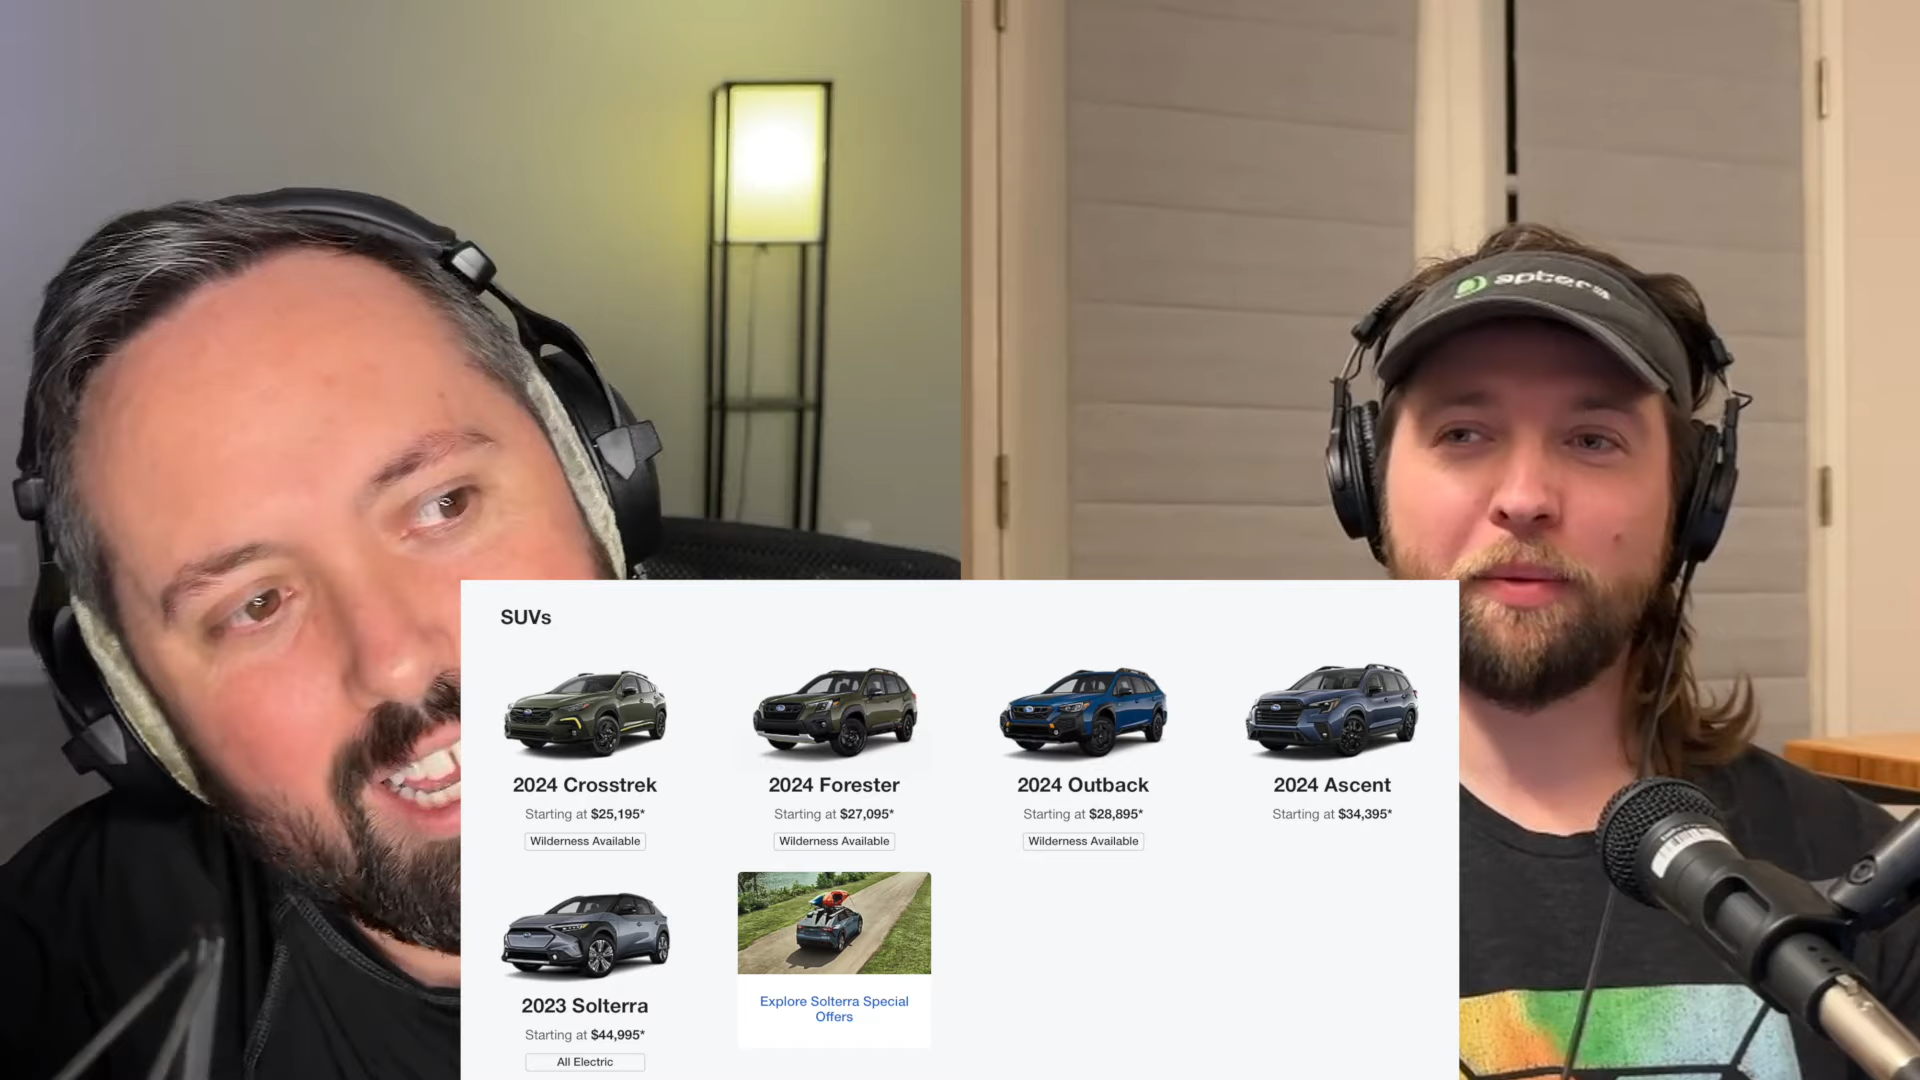 aptera
SUVs
2024 Crosstrek
Starting at $25,195*
Wilderness Available
2024 Forester
Starting at $27,095*
Wilderness Available
2024 Outback
Starting at $28,895*
Wilderness Available
2024 Ascent
Starting at $34,395*
2023 Solterra
Starting at $44,995*
All Electric
Explore Solterra Special
Offers